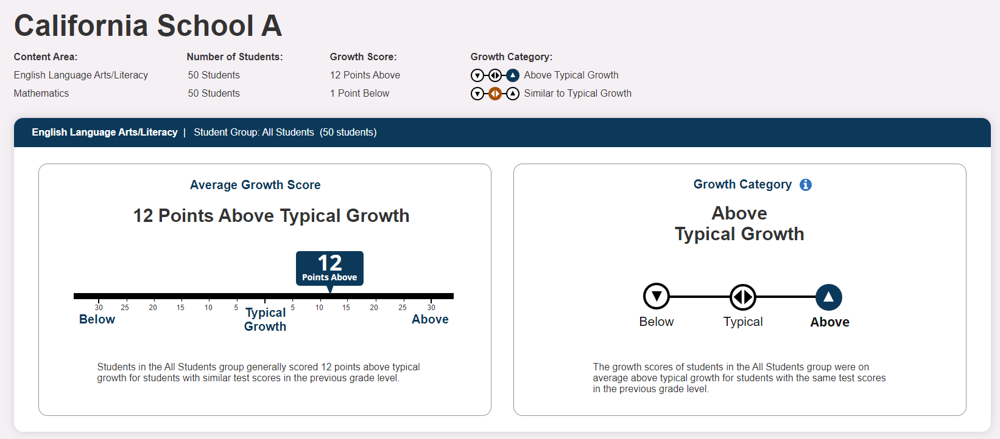 California School A
Content Area: Number of Students: Growth Score: Growth Category:
English Language Arts/Literacy 50 Students 12 Points Above Above Typical Growth
Mathematics 50 Students 1 Point Below Similar to Typical Growth
English Language Arts/Literacy | Student Group: All Students (50 students)
Average Growth Score
12 Points Above Typical Growth
12
Points Above
30 25 20 15 10 5 5 10 15 20 25 30
Below Typical Growth Above
Students in the All Students group generally scored 12 points above typical
growth for students with similar test scores in the previous grade level.
Growth Category
Above
Typical Growth
Below Typical Above
The growth scores of students in the All Students group were on
average above typical growth for students with the same test scores
in the previous grade level.